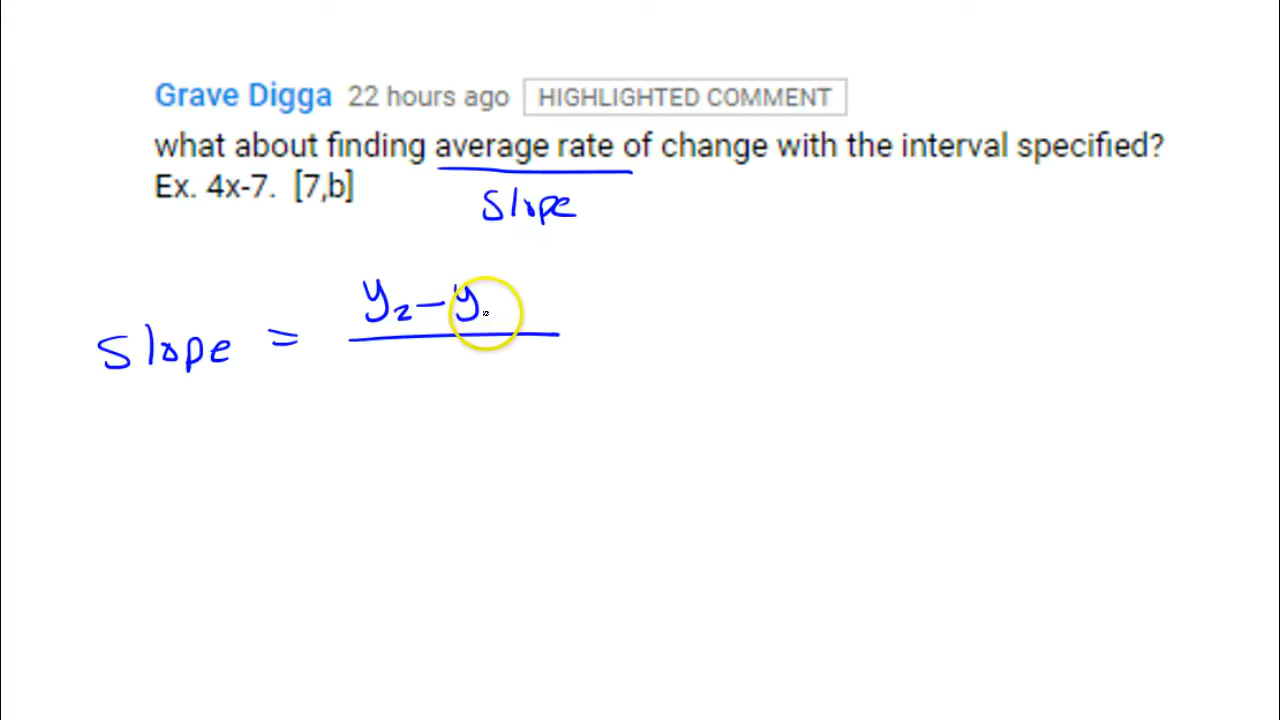 Grave Digga 22 hours ago HIGHLIGHTED COMMENT
what about finding average rate of change with the interval specified?
Ex. 4x-7. [7,b]
Slope
Slope = y₂ - y